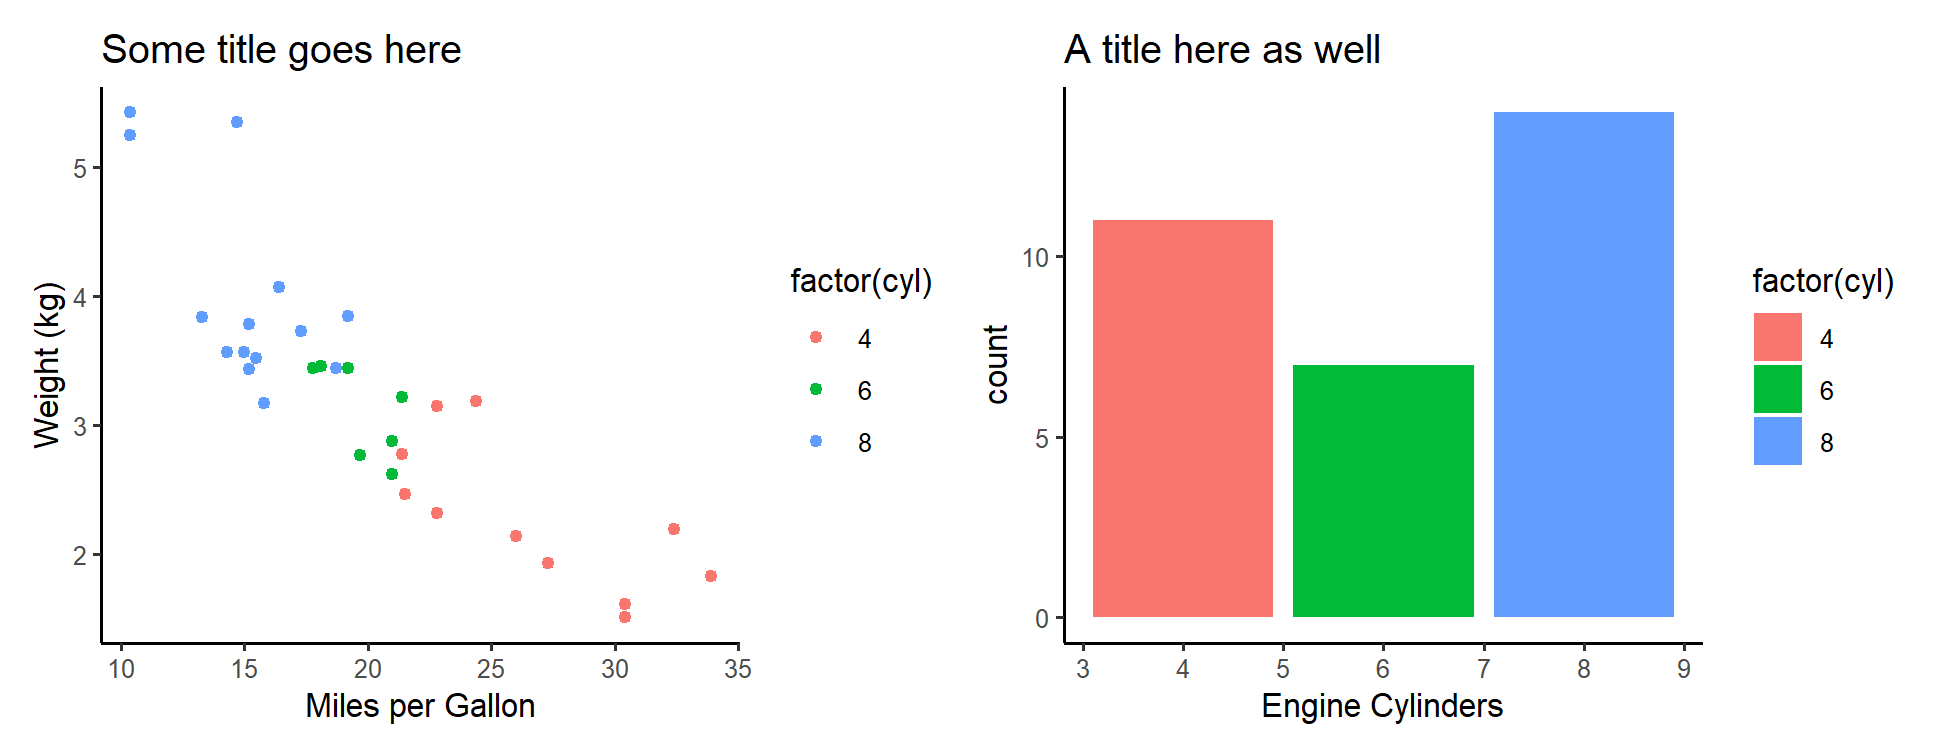 Some title goes here
5
4
3
2
Weight (kg)
10 15 20 25 30 35
Miles per Gallon
factor(cyl)
4
6
8
A title here as well
10
5
0
count
3 4 5 6 7 8 9
Engine Cylinders
factor(cyl)
4
6
8